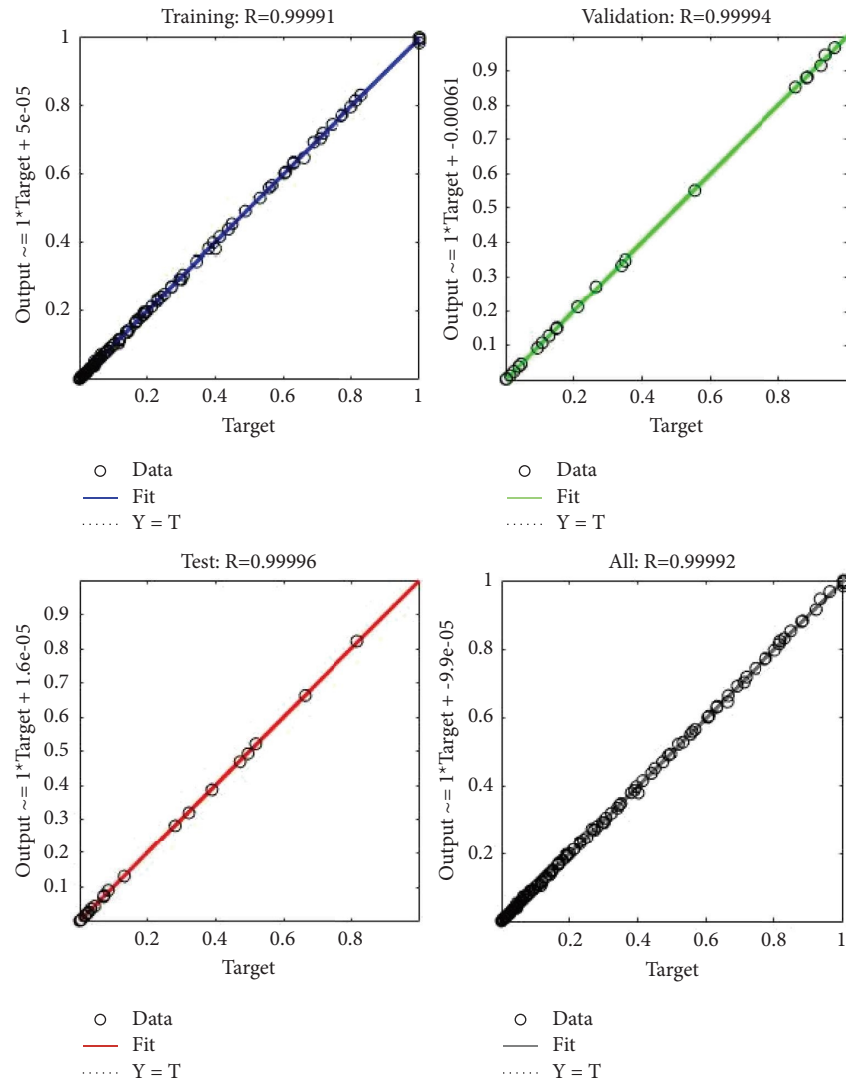 Training: R=0.99991
Output ~= 1*Target + 5e-05
1
0.8
0.6
0.4
0.2
0.2
0.4
0.6
0.8
1
Target
Data
Fit
Y = T
Validation: R=0.99994
Output ~= 1*Target + -0.00061
0.9
0.8
0.7
0.6
0.5
0.4
0.3
0.2
0.1
0.2
0.4
0.6
0.8
Target
Data
Fit
Y = T
Test: R=0.99996
Output ~= 1*Target + 1.6e-05
0.9
0.8
0.7
0.6
0.5
0.4
0.3
0.2
0.1
0.2
0.4
0.6
0.8
Target
Data
Fit
Y = T
All: R=0.99992
Output ~= 1*Target + -9.9e-05
1
0.8
0.6
0.4
0.2
0.2
0.4
0.6
0.8
1
Target
Data
Fit
Y = T